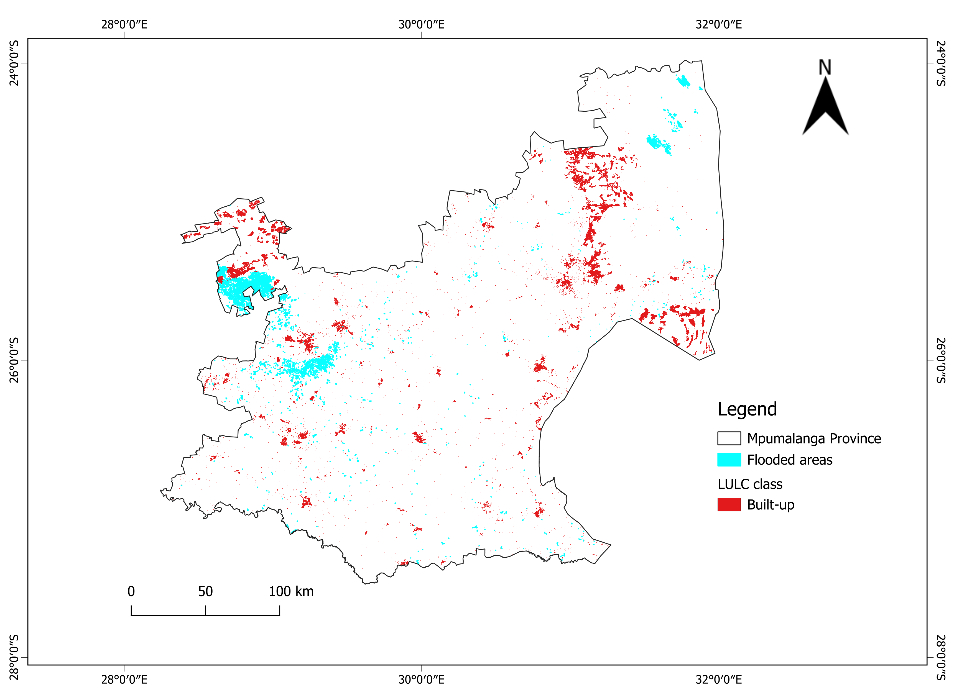 28°0′0″E 30°0′0″E 32°0′0″E
24°0′0″S
24°0′0″S
N
26°0′0″S
26°0′0″S
Legend
Mpumalanga Province
Flooded areas
LULC class
Built-up
0 50 100 km
28°0′0″S
28°0′0″S
28°0′0″E 30°0′0″E 32°0′0″E